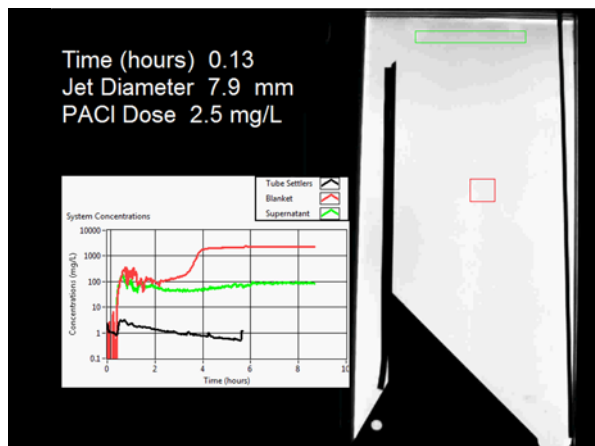 Time (hours) 0.13
Jet Diameter 7.9 mm
PACl Dose 2.5 mg/L
Tube Settlers
Blanket
Supernatant
System Concentrations
Concentrations (mg/L)
10000
1000
100
10
1
0.1
0 2 4 6 8 10
Time (hours)